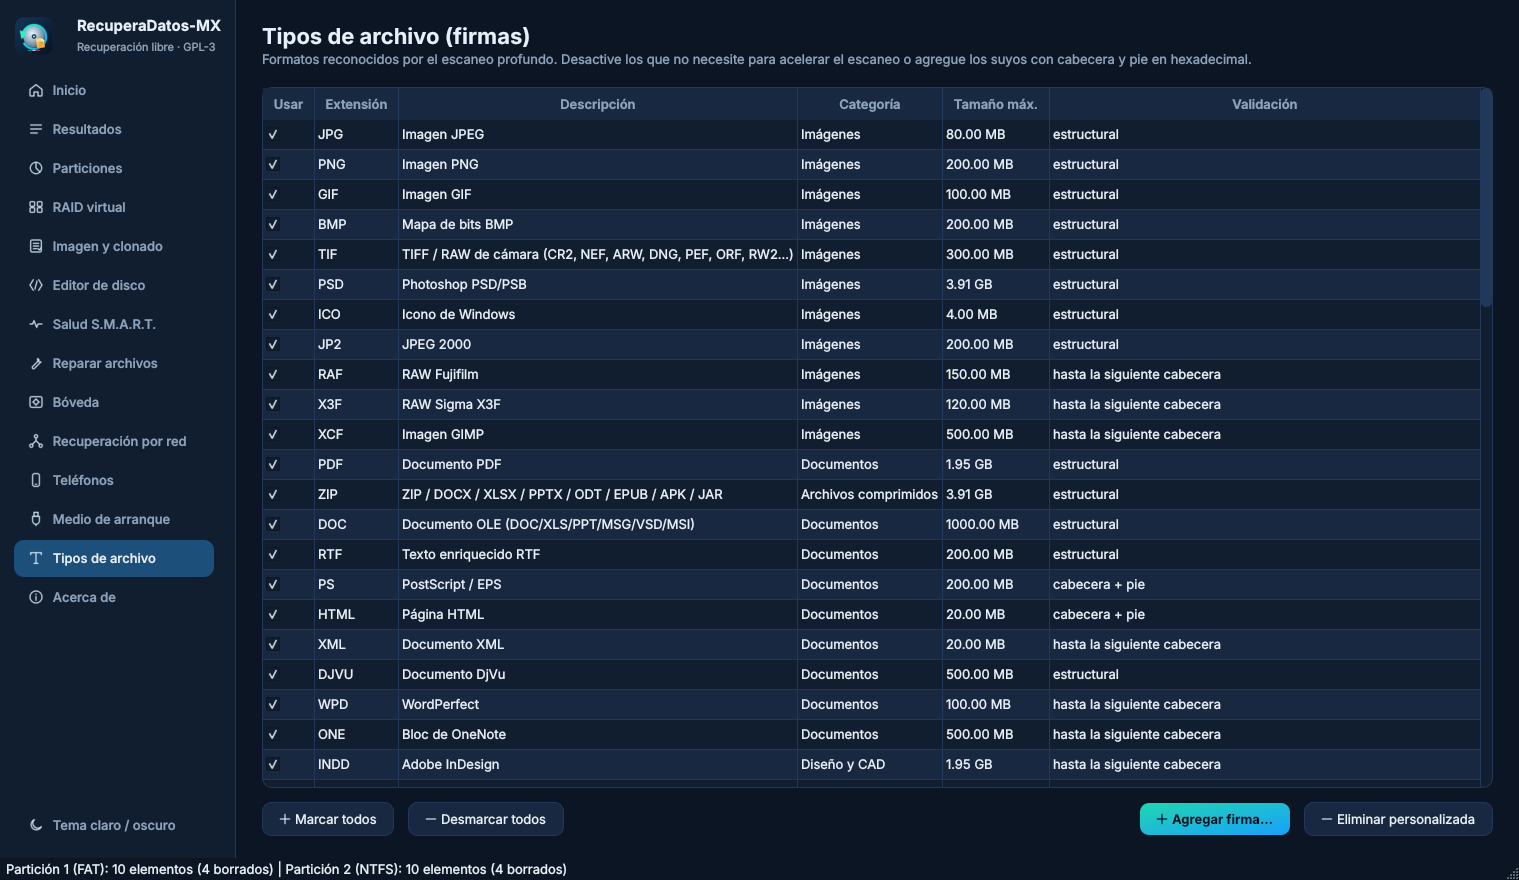 RecuperaDatos-MX
Recuperación libre · GPL-3
Inicio
Resultados
Particiones
RAID virtual
Imagen y clonado
Editor de disco
Salud S.M.A.R.T.
Reparar archivos
Bóveda
Recuperación por red
Teléfonos
Medio de arranque
Tipos de archivo
Acerca de
Tema claro / oscuro
Tipos de archivo (firmas)
Formatos reconocidos por el escaneo profundo. Desactive los que no necesite para acelerar el escaneo o agregue los suyos con cabecera y pie en hexadecimal.
Usar Extensión Descripción Categoría Tamaño máx. Validación
✓ JPG Imagen JPEG Imágenes 80.00 MB estructural
✓ PNG Imagen PNG Imágenes 200.00 MB estructural
✓ GIF Imagen GIF Imágenes 100.00 MB estructural
✓ BMP Mapa de bits BMP Imágenes 200.00 MB estructural
✓ TIF TIFF / RAW de cámara (CR2, NEF, ARW, DNG, PEF, ORF, RW2...) Imágenes 300.00 MB estructural
✓ PSD Photoshop PSD/PSB Imágenes 3.91 GB estructural
✓ ICO Icono de Windows Imágenes 4.00 MB estructural
✓ JP2 JPEG 2000 Imágenes 200.00 MB estructural
✓ RAF RAW Fujifilm Imágenes 150.00 MB hasta la siguiente cabecera
✓ X3F RAW Sigma X3F Imágenes 120.00 MB hasta la siguiente cabecera
✓ XCF Imagen GIMP Imágenes 500.00 MB hasta la siguiente cabecera
✓ PDF Documento PDF Documentos 1.95 GB estructural
✓ ZIP ZIP / DOCX / XLSX / PPTX / ODT / EPUB / APK / JAR Archivos comprimidos 3.91 GB estructural
✓ DOC Documento OLE (DOC/XLS/PPT/MSG/VSD/MSI) Documentos 1000.00 MB estructural
✓ RTF Texto enriquecido RTF Documentos 200.00 MB estructural
✓ PS PostScript / EPS Documentos 200.00 MB cabecera + pie
✓ HTML Página HTML Documentos 20.00 MB cabecera + pie
✓ XML Documento XML Documentos 20.00 MB hasta la siguiente cabecera
✓ DJVU Documento DjVu Documentos 500.00 MB estructural
✓ WPD WordPerfect Documentos 100.00 MB hasta la siguiente cabecera
✓ ONE Bloc de OneNote Documentos 500.00 MB hasta la siguiente cabecera
✓ INDD Adobe InDesign Diseño y CAD 1.95 GB hasta la siguiente cabecera
+ Marcar todos — Desmarcar todos + Agregar firma... — Eliminar personalizada
Partición 1 (FAT): 10 elementos (4 borrados) | Partición 2 (NTFS): 10 elementos (4 borrados)